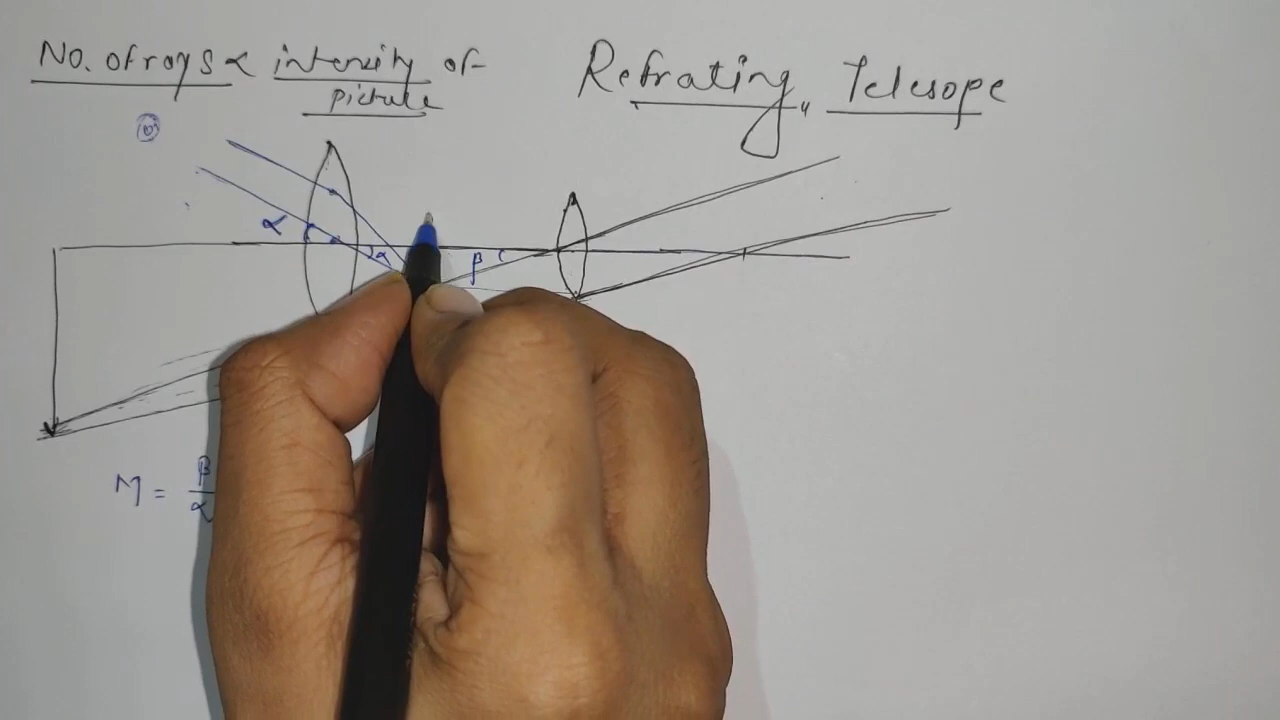 No. of rays ∝ intensity of
picture
Refrating Telesope
α
α
β
M = β/α